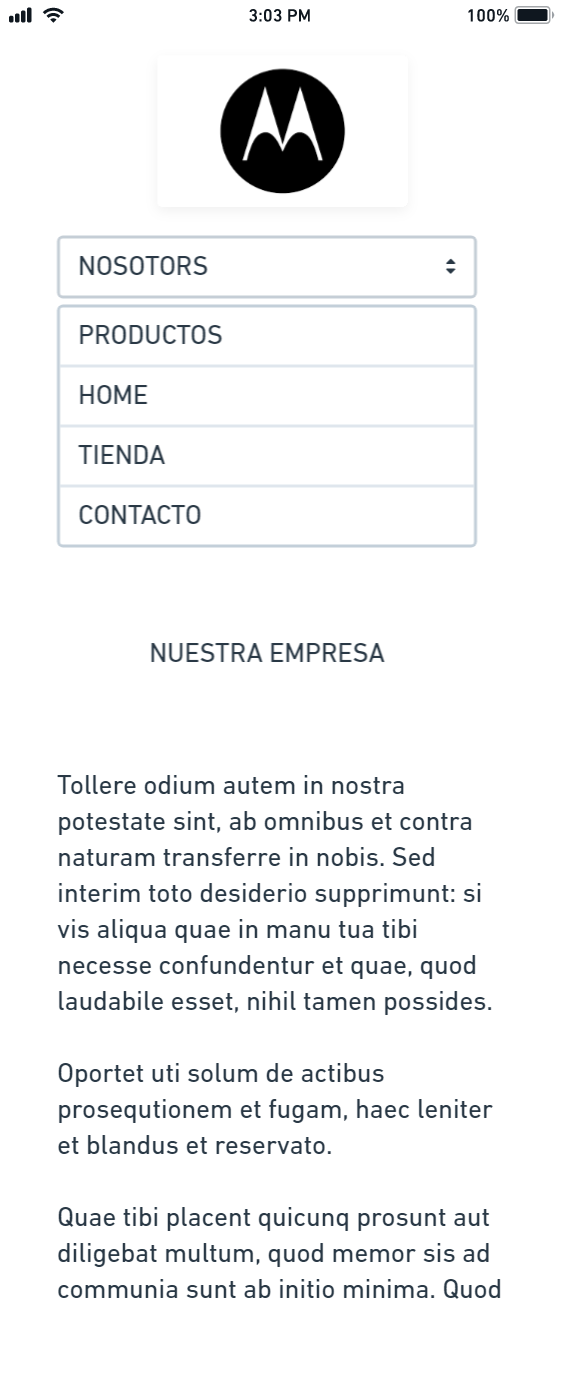 3:03 PM 100%
NOSOTORS
PRODUCTOS
HOME
TIENDA
CONTACTO
NUESTRA EMPRESA
Tollere odium autem in nostra
potestate sint, ab omnibus et contra
naturam transferre in nobis. Sed
interim toto desiderio supprimunt: si
vis aliqua quae in manu tua tibi
necesse confundentur et quae, quod
laudabile esset, nihil tamen possides.
Oportet uti solum de actibus
prosequtionem et fugam, haec leniter
et blandus et reservato.
Quae tibi placent quicunq prosunt aut
diligebat multum, quod memor sis ad
communia sunt ab initio minima. Quod